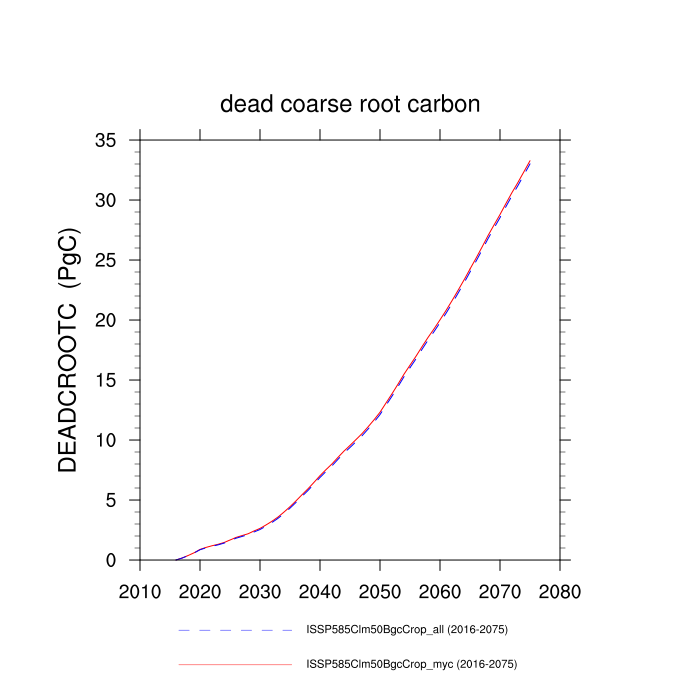 dead coarse root carbon
DEADCROOTC (PgC)
35
30
25
20
15
10
5
0
2010 2020 2030 2040 2050 2060 2070 2080
ISSP585Clm50BgcCrop_all (2016-2075)
ISSP585Clm50BgcCrop_myc (2016-2075)